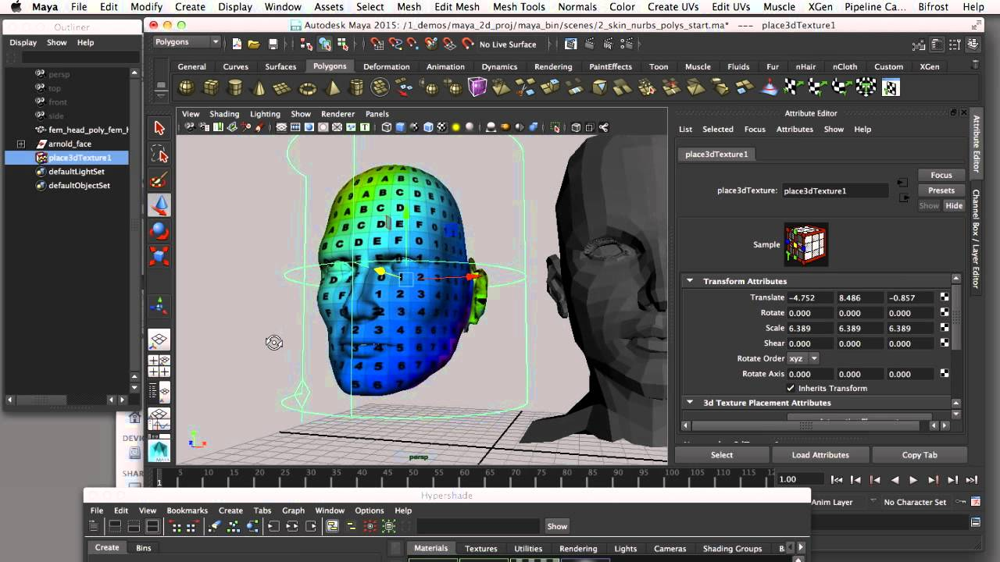 Maya File Edit Modify Create Display Window Assets Select Mesh Edit Mesh Mesh Tools Normals Color Create UVs Edit UVs Muscle XGen Pipeline Ca... Bifrost Help
Outliner
Display Show Help
persp
top
front
side
fem_head_poly_fem_h
arnold_face
place3dTexture1
defaultLightSet
defaultObjectSet
Autodesk Maya 2015: /1_demos/maya_2d_proj/maya_bin/scenes/2_skin_nurbs_polys_start.ma* --- place3dTexture1
Polygons No Live Surface
General Curves Surfaces Polygons Deformation Animation Dynamics Rendering PaintEffects Toon Muscle Fluids Fur nHair nCloth Custom XGen
View Shading Lighting Show Renderer Panels
persp
Attribute Editor
List Selected Focus Attributes Show Help
place3dTexture1
Focus
place3dTexture: place3dTexture1
Presets
Show Hide
Sample
Transform Attributes
Translate -4.752 8.486 -0.857
Rotate 0.000 0.000 0.000
Scale 6.389 6.389 6.389
Shear 0.000 0.000 0.000
Rotate Order xyz
Rotate Axis 0.000 0.000 0.000
Inherits Transform
3d Texture Placement Attributes
Select Load Attributes Copy Tab
Attribute Editor
Channel Box / Layer Editor
DEVIC
SHAR
MAYA
1 5 10 15 20 25 30 35 40 45 50 55 60 65 70 75 80 85 90 95 100 105 110 115 12
1.00
Anim Layer No Character Set
Hypershade
File Edit View Bookmarks Create Tabs Graph Window Options Help
Show
Create Bins
Materials Textures Utilities Rendering Lights Cameras Shading Groups B